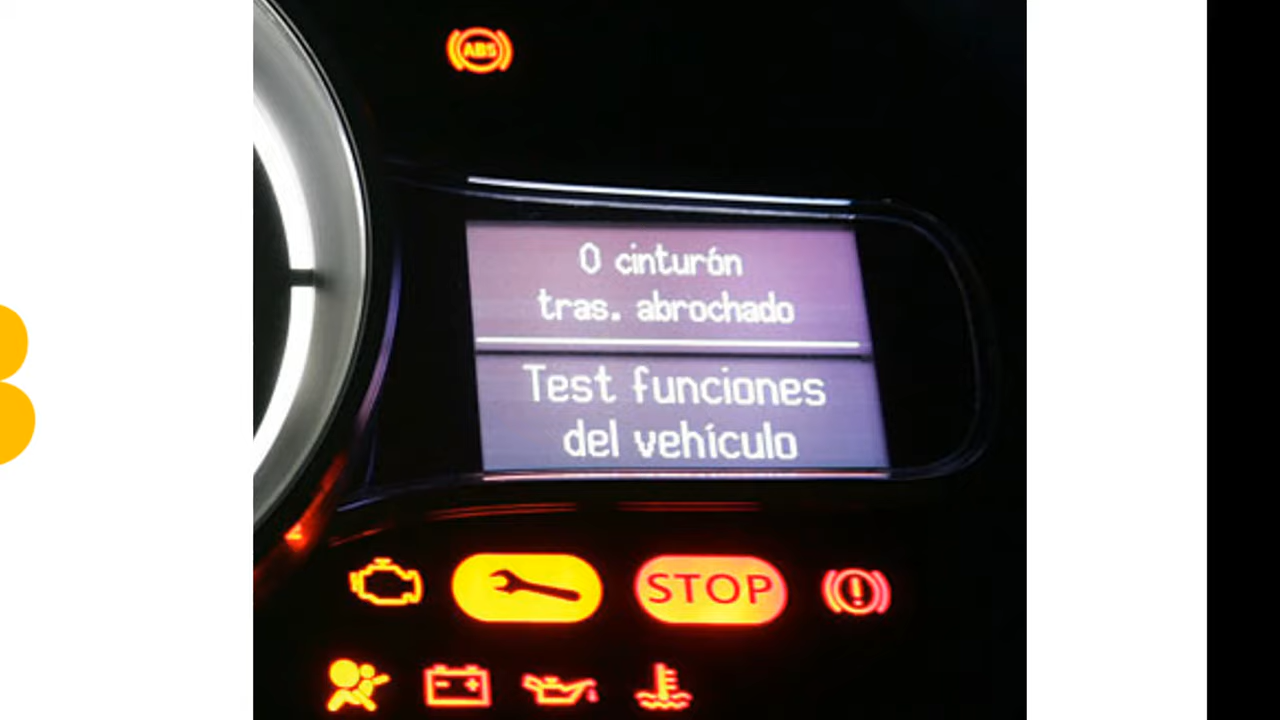 ABS
0 cinturón
tras. abrochado
Test funciones
del vehículo
STOP